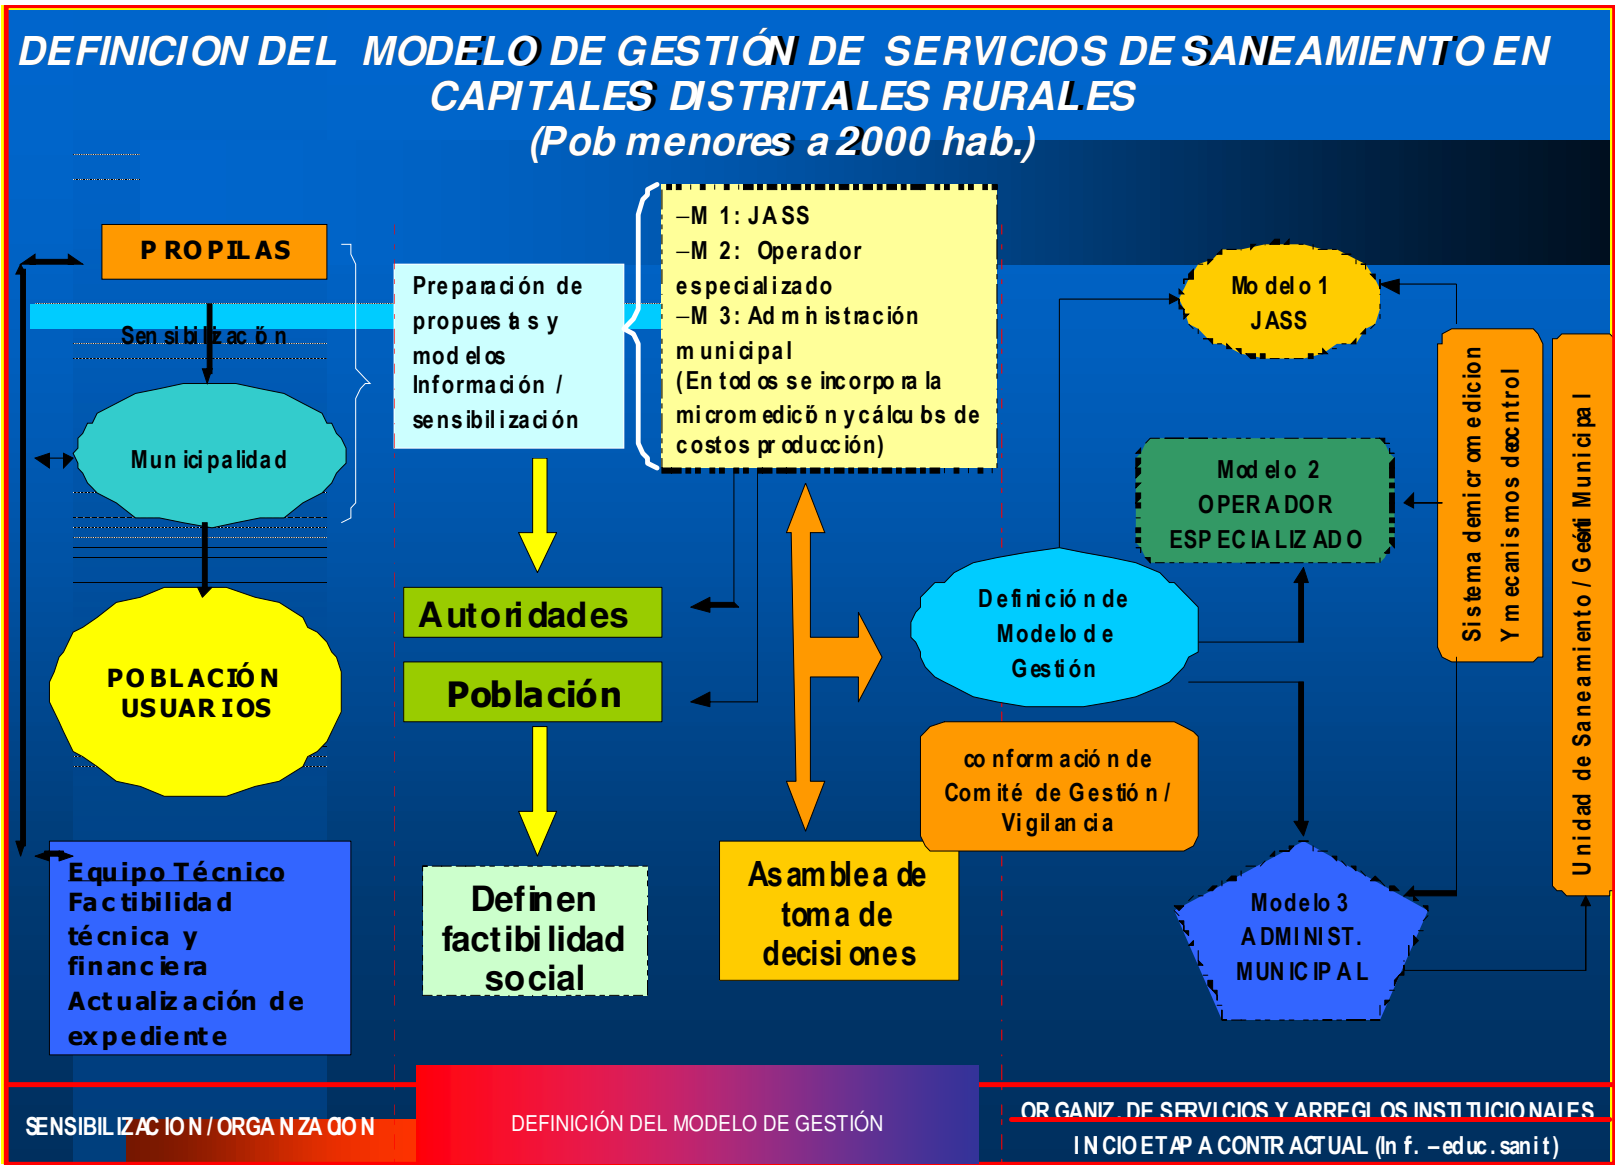 DEFINICION DEL MODELO DE GESTIÓN DE SERVICIOS DE SANEAMIENTO EN
CAPITALES DISTRITALES RURALES
(Pob menores a 2000 hab.)
PROPILAS
Sensibilización
Municipalidad
POBLACIÓN
USUARIOS
Equipo Técnico
Factibilidad
técnica y
financiera
Actualización de
expediente
Preparación de
propuestas y
modelos
Información /
sensibilización
–M 1: JASS
–M 2: Operador
especializado
–M 3: Administración
municipal
(En todos se incorpora la
micromedición y cálculos de
costos producción)
Autoridades
Población
Definen
factibilidad
social
Asamblea de
toma de
decisiones
Definición de
Modelo de
Gestión
conformación de
Comité de Gestión /
Vigilancia
Modelo 1
JASS
Modelo 2
OPERADOR
ESPECIALIZADO
Modelo 3
ADMINIST.
MUNICIPAL
Sistema de micromedicion
Y mecanismos de control
Unidad de Saneamiento / Gestión Municipal
SENSIBILIZACION / ORGANIZACION
DEFINICIÓN DEL MODELO DE GESTIÓN
ORGANIZ. DE SERVICIOS Y ARREGLOS INSTITUCIONALES
INCIO ETAPA CONTRACTUAL (Inf. – educ. sanit)